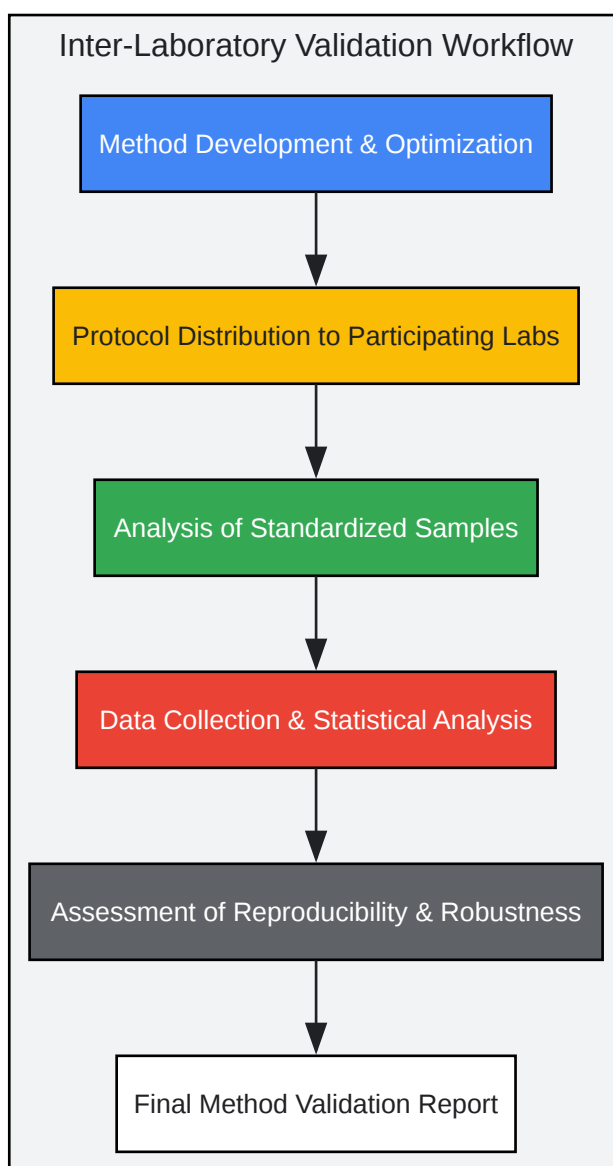 Inter-Laboratory Validation Workflow
Method Development & Optimization
Protocol Distribution to Participating Labs
Analysis of Standardized Samples
Data Collection & Statistical Analysis
Assessment of Reproducibility & Robustness
Final Method Validation Report